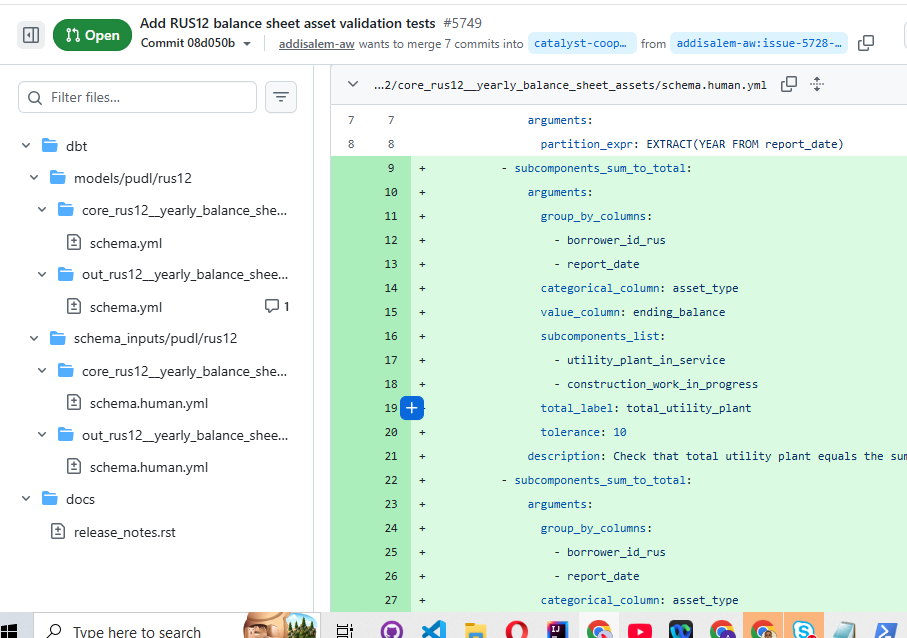 Open
Add RUS12 balance sheet asset validation tests #5749
Commit 08d050b
addisalem-aw wants to merge 7 commits into catalyst-coop… from addisalem-aw:issue-5728-…
Filter files...
dbt
models/pudl/rus12
core_rus12__yearly_balance_she...
schema.yml
out_rus12__yearly_balance_shee...
schema.yml 1
schema_inputs/pudl/rus12
core_rus12__yearly_balance_she...
schema.human.yml
out_rus12__yearly_balance_shee...
schema.human.yml
docs
release_notes.rst
...2/core_rus12__yearly_balance_sheet_assets/schema.human.yml
7 7 arguments:
8 8 partition_expr: EXTRACT(YEAR FROM report_date)
9 + - subcomponents_sum_to_total:
10 + arguments:
11 + group_by_columns:
12 + - borrower_id_rus
13 + - report_date
14 + categorical_column: asset_type
15 + value_column: ending_balance
16 + subcomponents_list:
17 + - utility_plant_in_service
18 + - construction_work_in_progress
19 + total_label: total_utility_plant
20 + tolerance: 10
21 + description: Check that total utility plant equals the sum
22 + - subcomponents_sum_to_total:
23 + arguments:
24 + group_by_columns:
25 + - borrower_id_rus
26 + - report_date
27 + categorical_column: asset_type
Type here to search